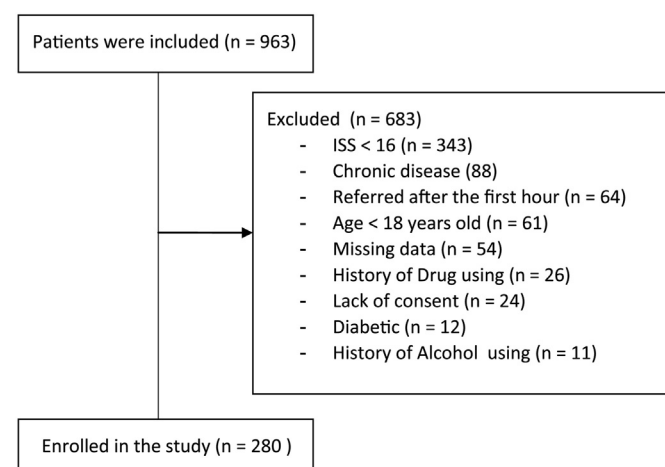 Patients were included (n = 963)
Excluded (n = 683)
- ISS < 16 (n = 343)
- Chronic disease (88)
- Referred after the first hour (n = 64)
- Age < 18 years old (n = 61)
- Missing data (n = 54)
- History of Drug using (n = 26)
- Lack of consent (n = 24)
- Diabetic (n = 12)
- History of Alcohol using (n = 11)
Enrolled in the study (n = 280 )